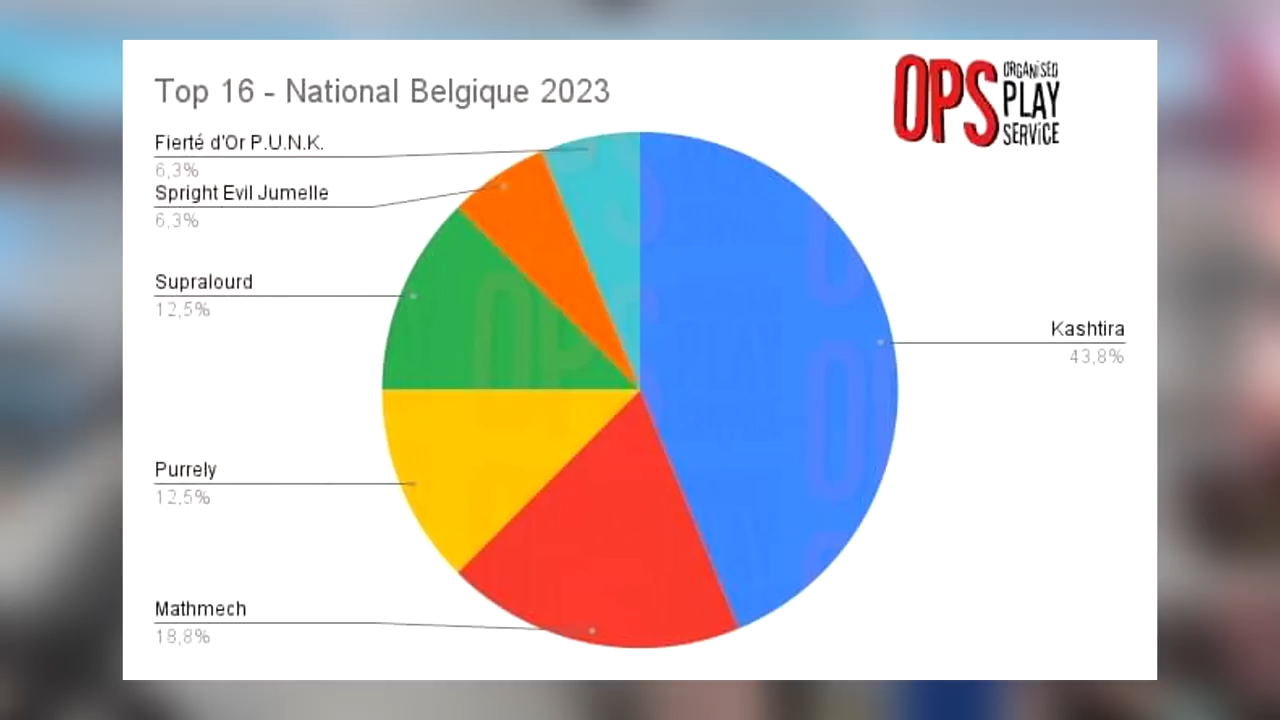 Top 16 - National Belgique 2023
OPS ORGANISED
PLAY
SERVICE
Fierté d'Or P.U.N.K.
6,3%
Spright Evil Jumelle
6,3%
Supralourd
12,5%
Kashtira
43,8%
Purrely
12,5%
Mathmech
18,8%